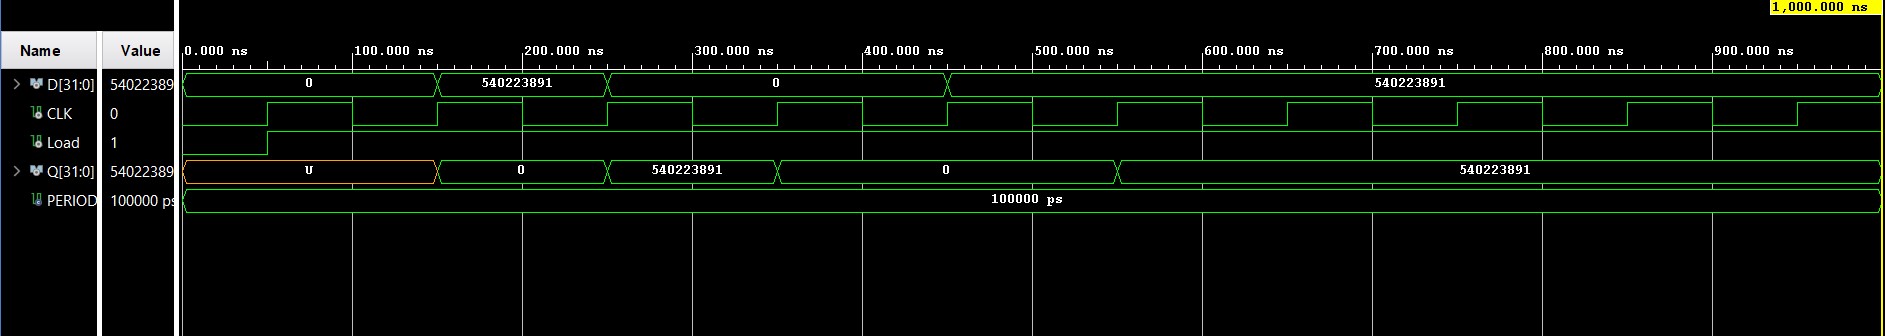 1,000.000 ns
Name Value 0.000 ns 100.000 ns 200.000 ns 300.000 ns 400.000 ns 500.000 ns 600.000 ns 700.000 ns 800.000 ns 900.000 ns
D[31:0] 54022389 0 540223891 0 540223891
CLK 0
Load 1
Q[31:0] 54022389 U 0 540223891 0 540223891
PERIOD 100000 ps 100000 ps